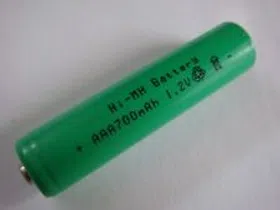 Ni-MH Battery
+ AAA700mAh 1.2V -